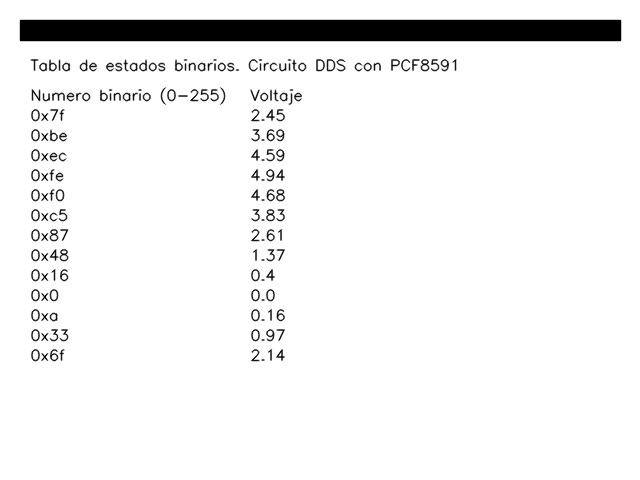 Tabla de estados binarios. Circuito DDS con PCF8591
Numero binario (0-255) Voltaje
0x7f 2.45
0xbe 3.69
0xec 4.59
0xfe 4.94
0xf0 4.68
0xc5 3.83
0x87 2.61
0x48 1.37
0x16 0.4
0x0 0.0
0xa 0.16
0x33 0.97
0x6f 2.14